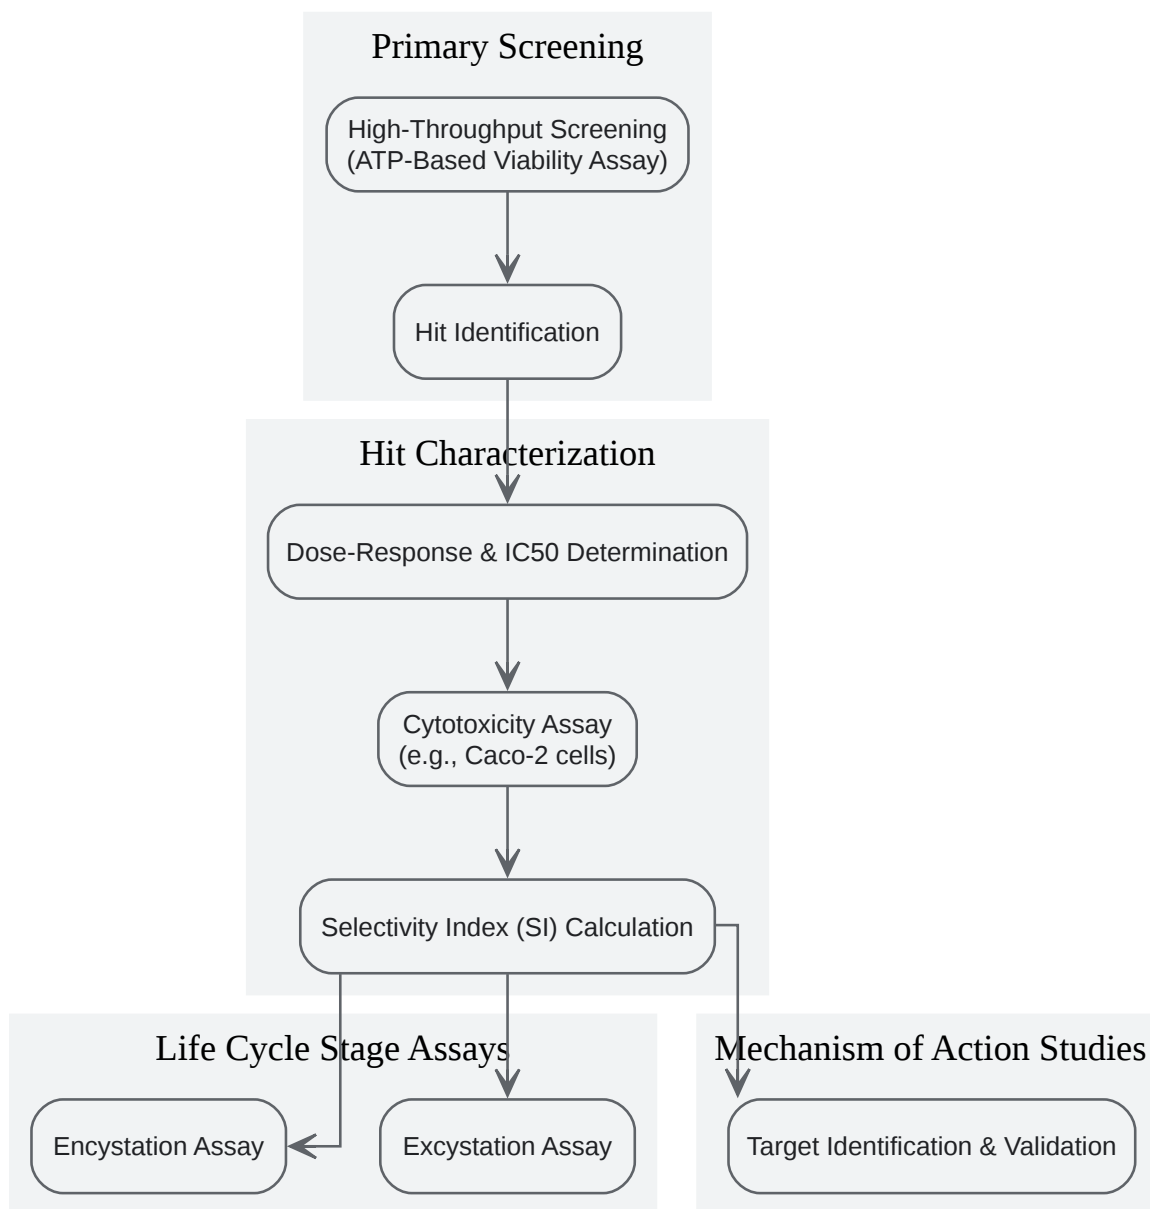 Primary Screening
High-Throughput Screening
(ATP-Based Viability Assay)
Hit Identification
Hit Characterization
Dose-Response & IC50 Determination
Cytotoxicity Assay
(e.g., Caco-2 cells)
Selectivity Index (SI) Calculation
Life Cycle Stage Assays
Encystation Assay
Excystation Assay
Mechanism of Action Studies
Target Identification & Validation